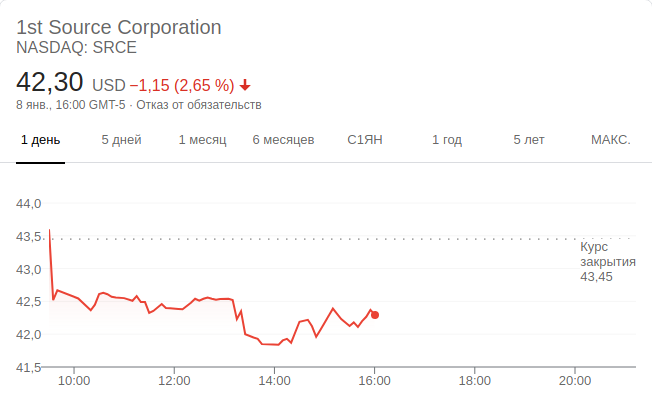 1st Source Corporation
NASDAQ: SRCE
42,30 USD −1,15 (2,65 %)
8 янв., 16:00 GMT-5 · Отказ от обязательств
1 день 5 дней 1 месяц 6 месяцев С1ЯН 1 год 5 лет МАКС.
44,0
43,5
Курс
закрытия
43,45
43,0
42,5
42,0
41,5
10:00 12:00 14:00 16:00 18:00 20:00